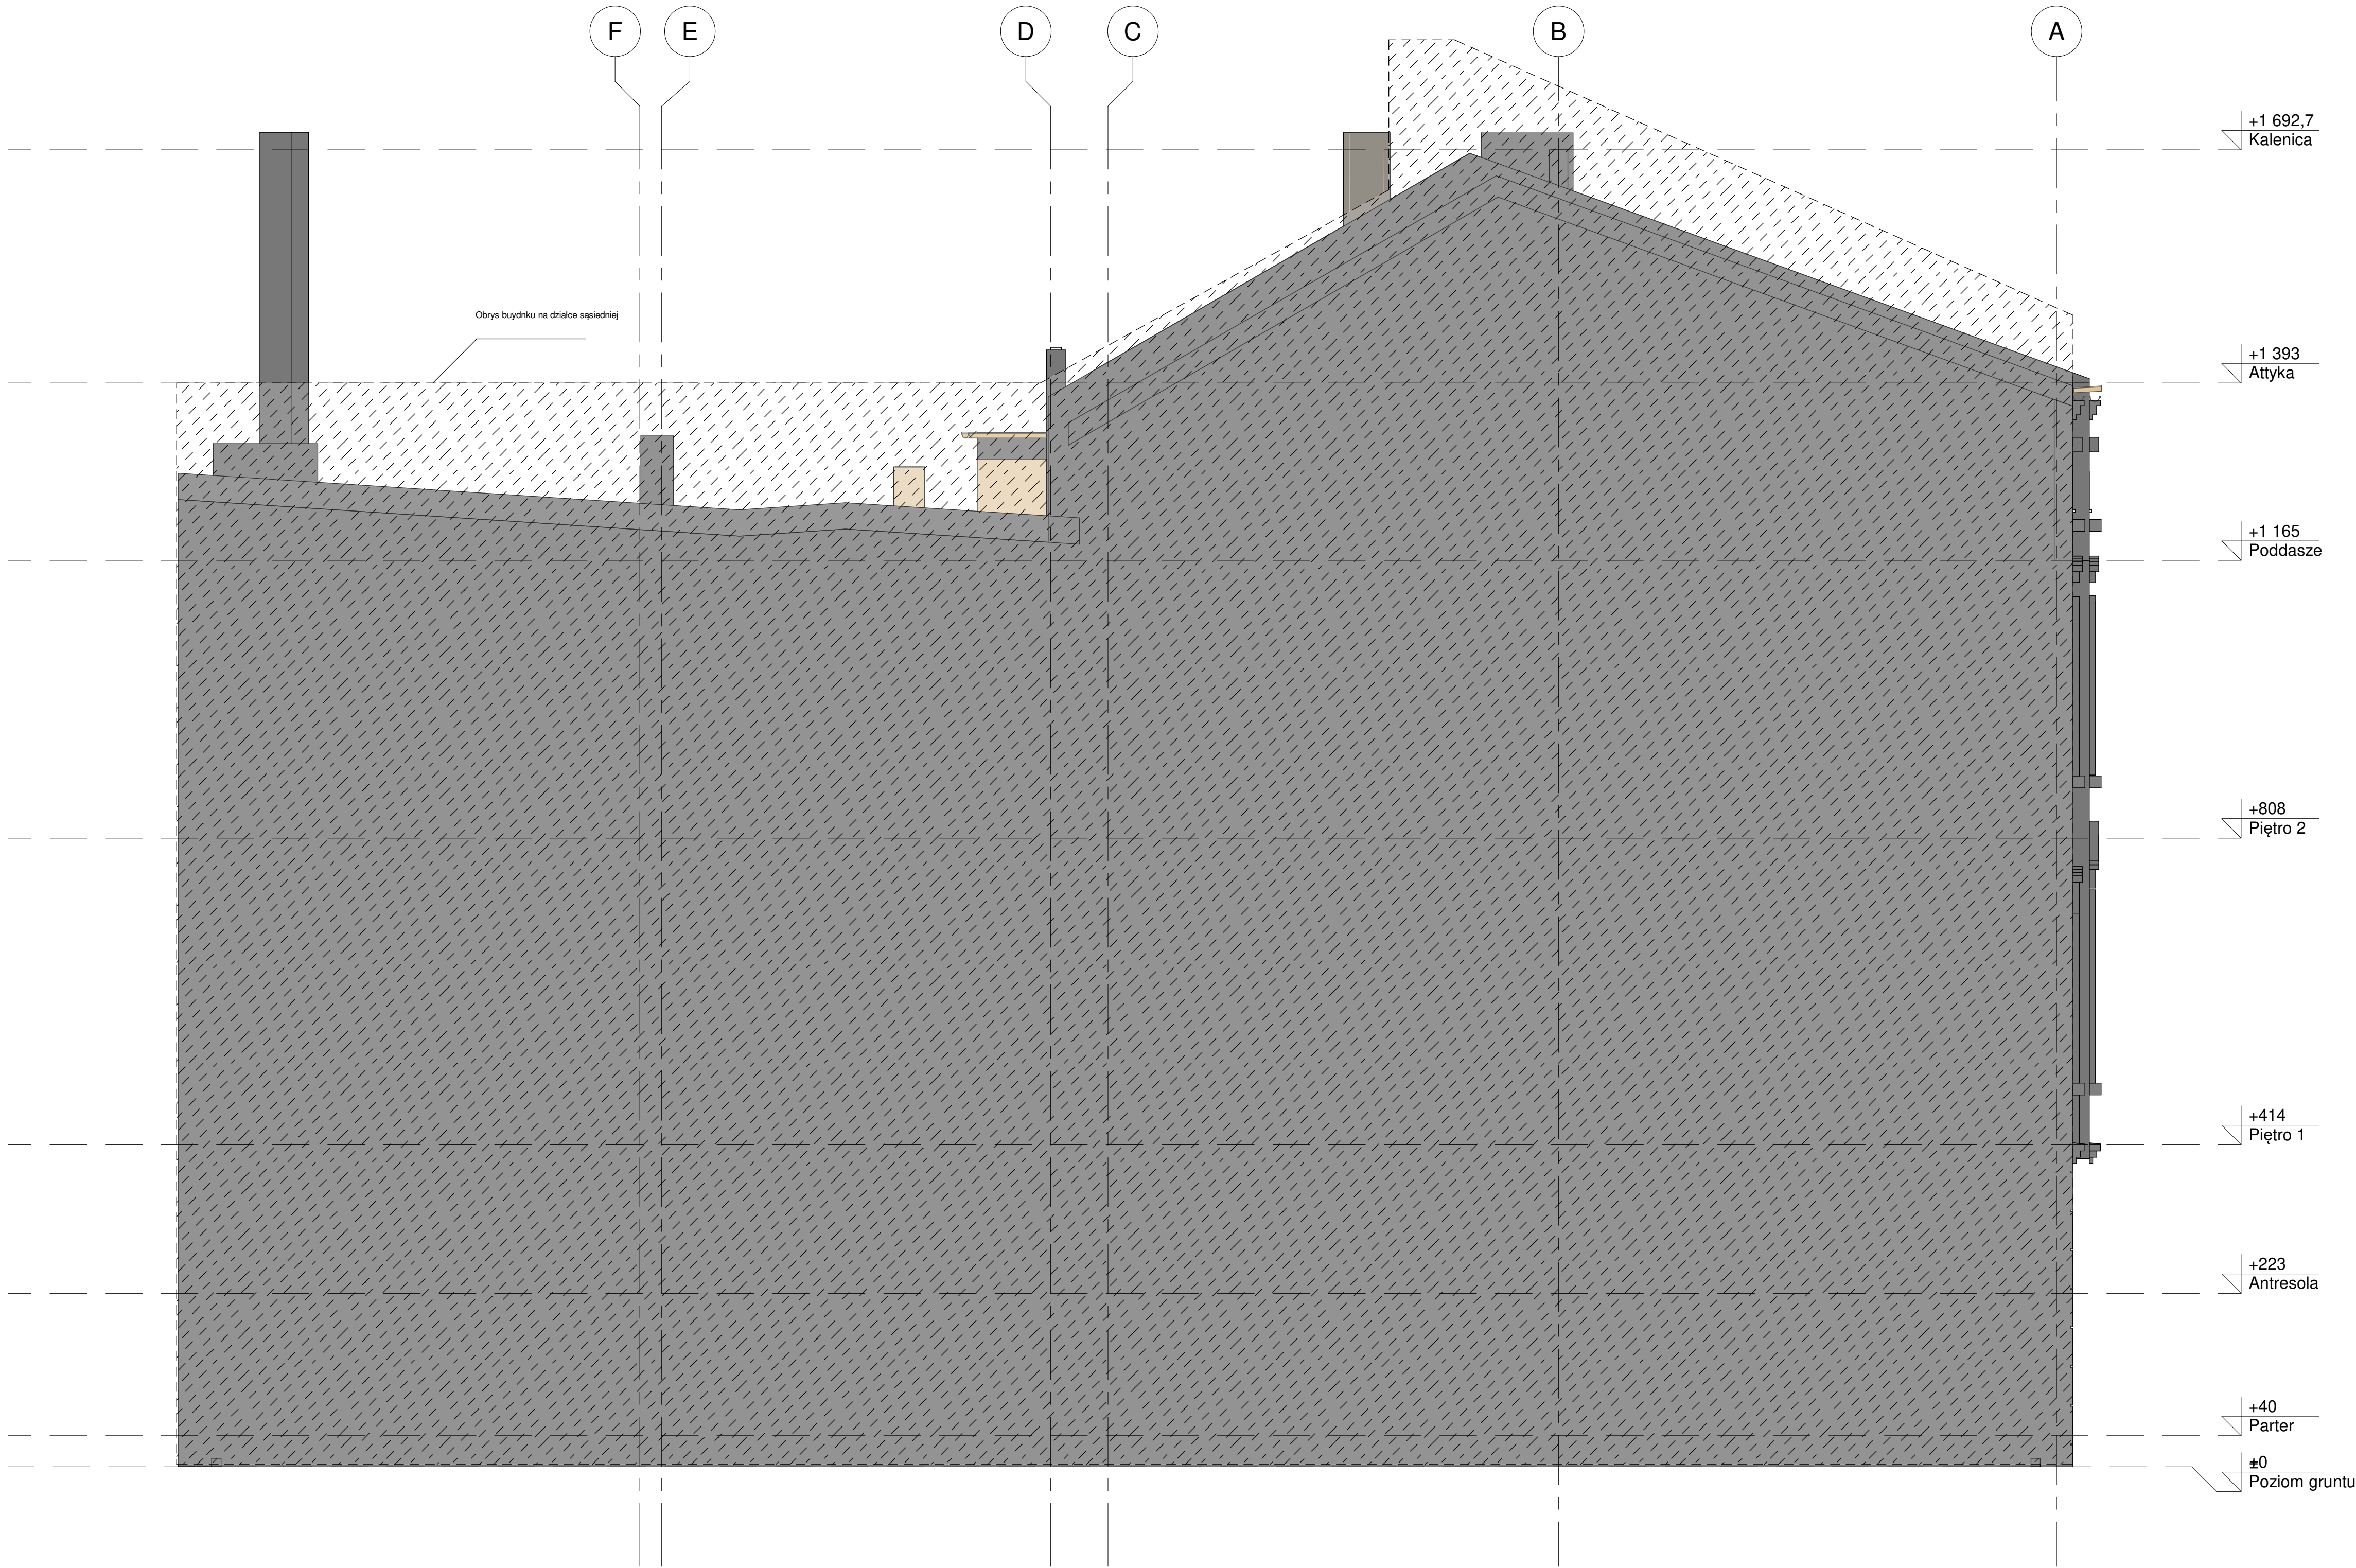 F E D C B A
+1 692,7
Kalenica
Obrys buydnku na działce sąsiedniej
+1 393
Attyka
+1 165
Poddasze
+808
Piętro 2
+414
Piętro 1
+223
Antresola
+40
Parter
±0
Poziom gruntu